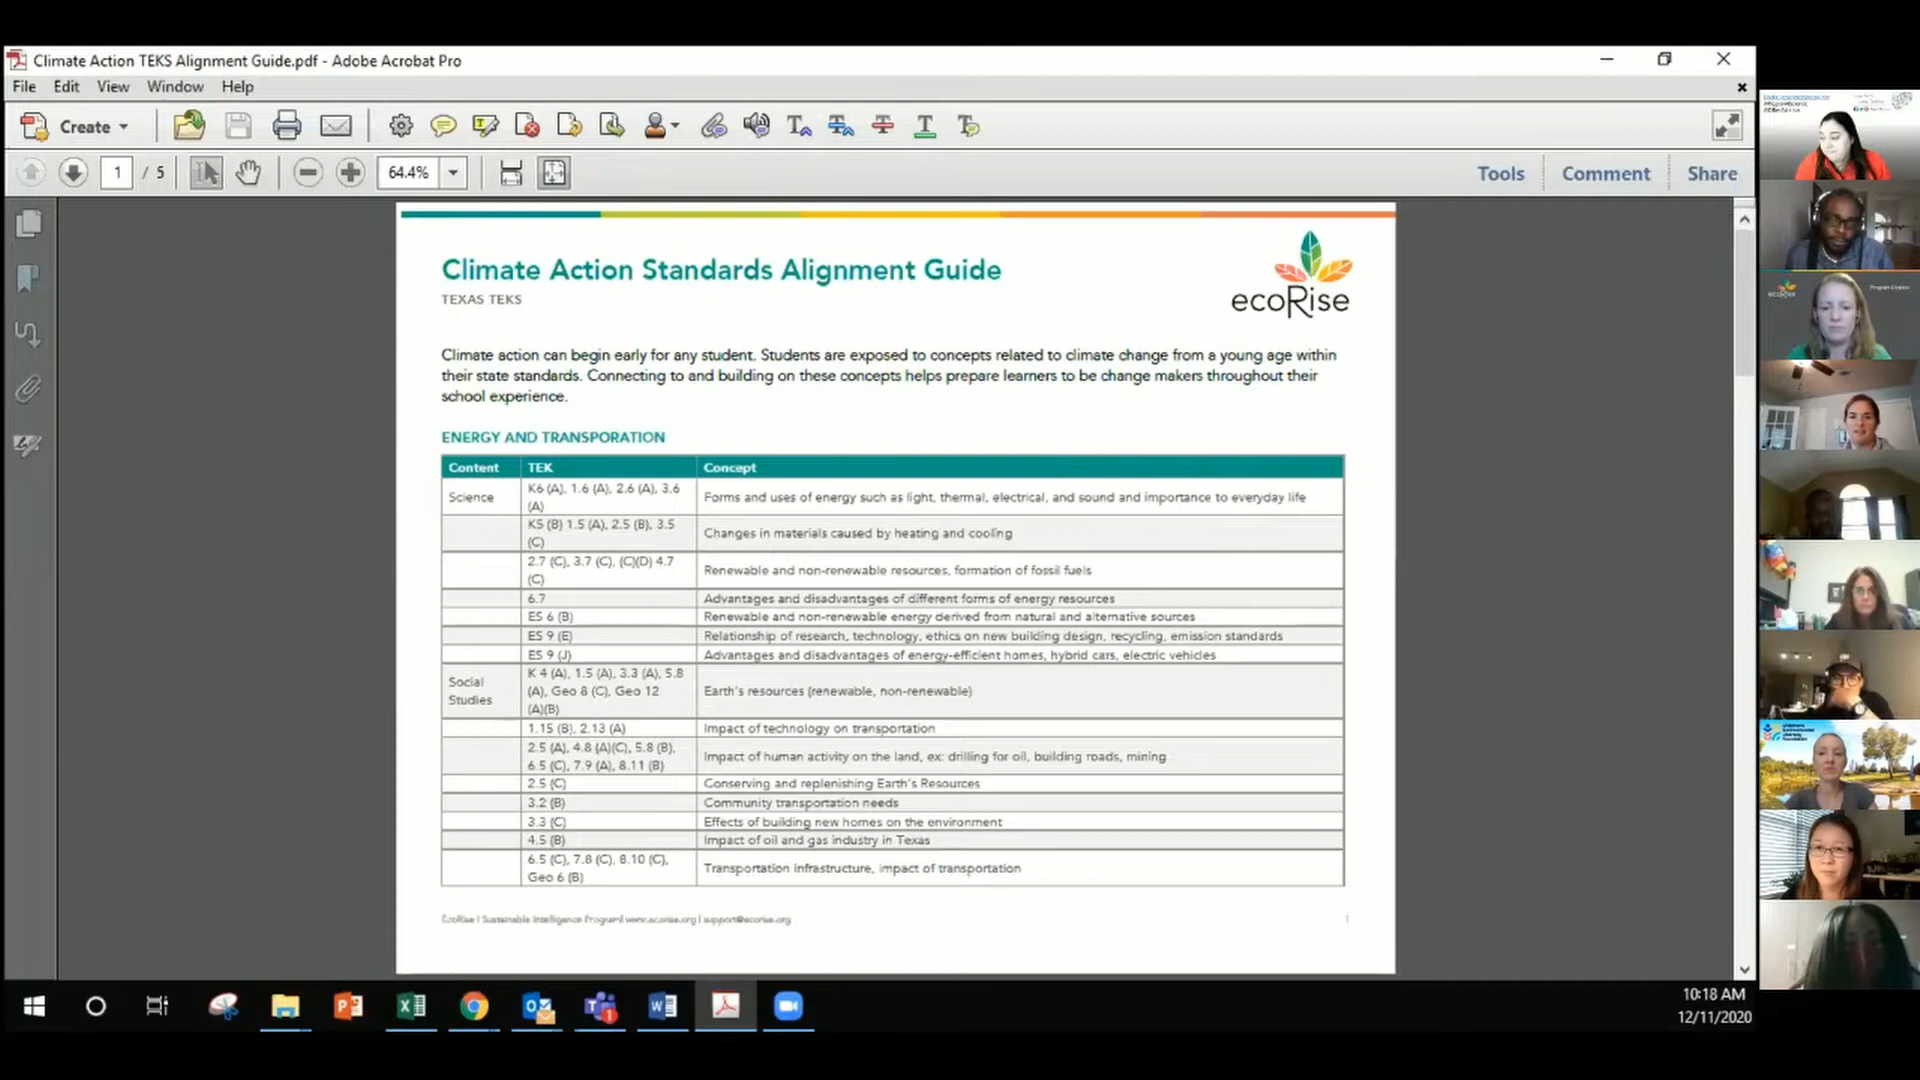 Climate Action TEKS Alignment Guide.pdf - Adobe Acrobat Pro
File Edit View Window Help
Create
1 / 5 64.4% Tools Comment Share
Climate Action Standards Alignment Guide
TEXAS TEKS
ecoRise
Climate action can begin early for any student. Students are exposed to concepts related to climate change from a young age within
their state standards. Connecting to and building on these concepts helps prepare learners to be change makers throughout their
school experience.
ENERGY AND TRANSPORATION
Content TEK Concept
Science K6 (A), 1.6 (A), 2.6 (A), 3.6 (A) Forms and uses of energy such as light, thermal, electrical, and sound and importance to everyday life
K5 (B) 1.5 (A), 2.5 (B), 3.5 (C) Changes in materials caused by heating and cooling
2.7 (C), 3.7 (C), (C)(D) 4.7 (C) Renewable and non-renewable resources, formation of fossil fuels
6.7 Advantages and disadvantages of different forms of energy resources
ES 6 (B) Renewable and non-renewable energy derived from natural and alternative sources
ES 9 (E) Relationship of research, technology, ethics on new building design, recycling, emission standards
ES 9 (J) Advantages and disadvantages of energy-efficient homes, hybrid cars, electric vehicles
Social Studies K 4 (A), 1.5 (A), 3.3 (A), 5.8 (A), Geo 8 (C), Geo 12 (A)(B) Earth's resources (renewable, non-renewable)
1.15 (B), 2.13 (A) Impact of technology on transportation
2.5 (A), 4.8 (A)(C), 5.8 (B), 6.5 (C), 7.9 (A), 8.11 (B) Impact of human activity on the land, ex: drilling for oil, building roads, mining
2.5 (C) Conserving and replenishing Earth's Resources
3.2 (B) Community transportation needs
3.3 (C) Effects of building new homes on the environment
4.5 (B) Impact of oil and gas industry in Texas
6.5 (C), 7.8 (C), 8.10 (C), Geo 6 (B) Transportation infrastructure, impact of transportation
EcoRise | Sustainable Intelligence Program| www.ecorise.org | support@ecorise.org 1
10:18 AM
12/11/2020